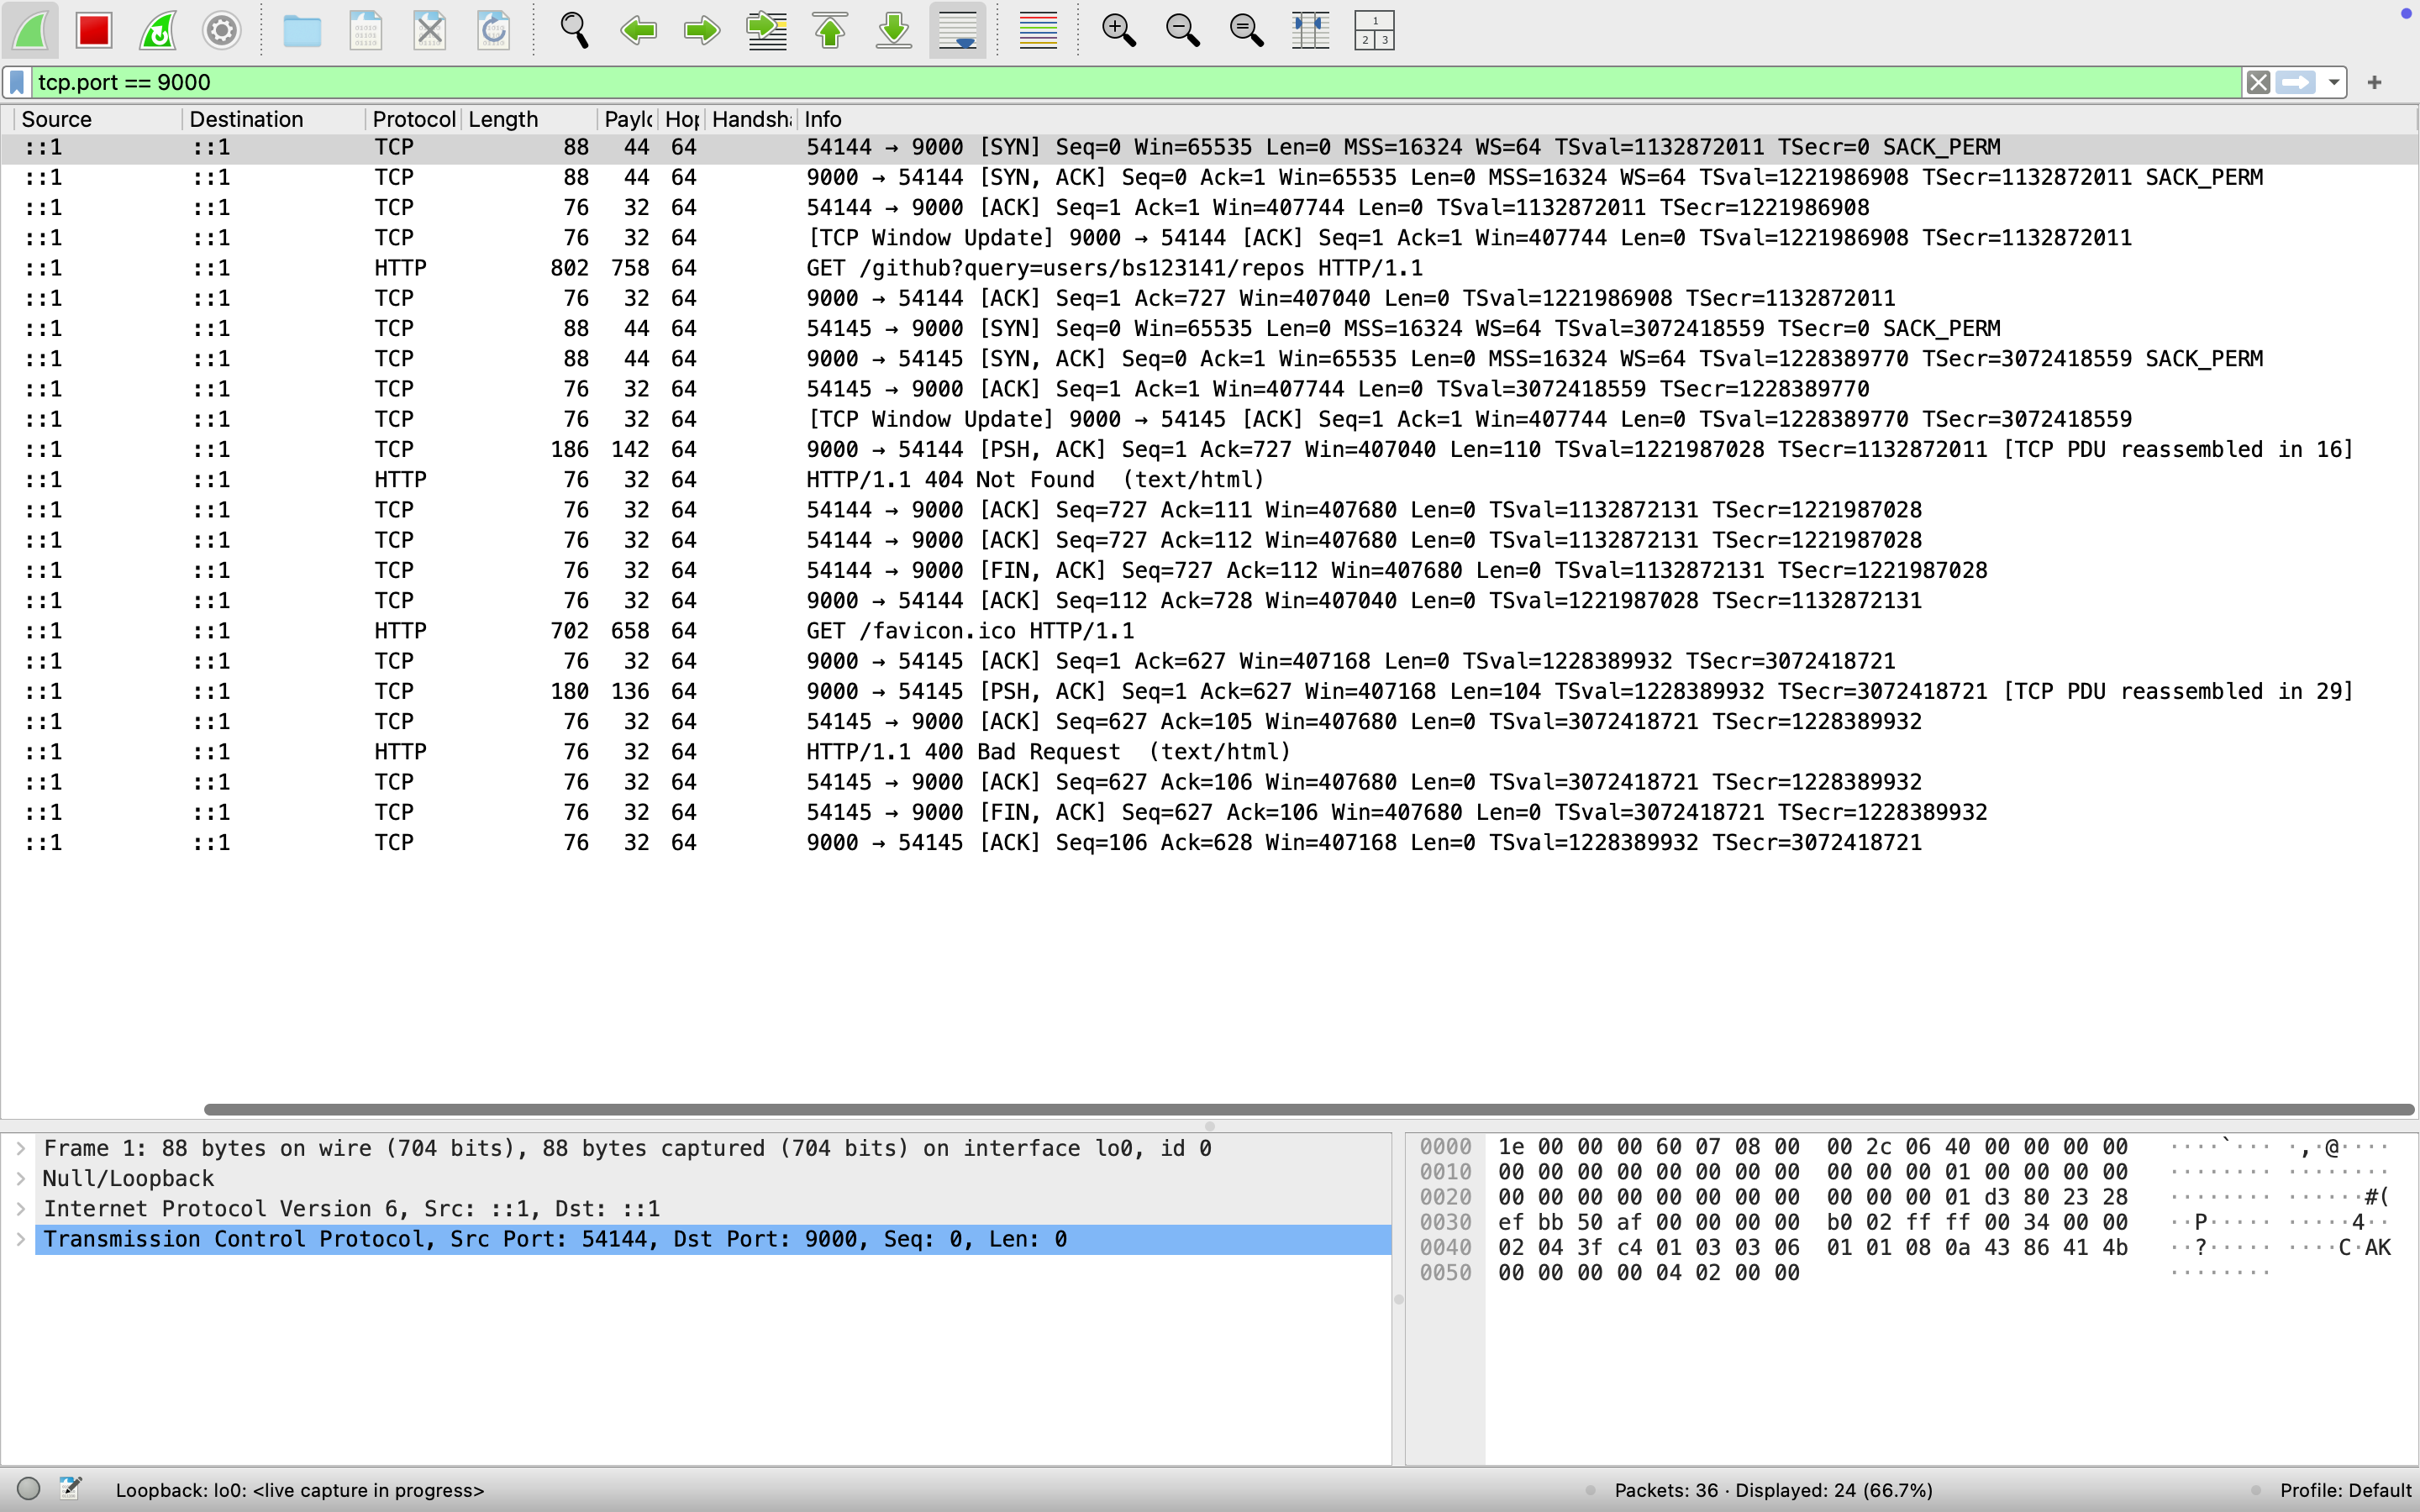 tcp.port == 9000
Source Destination Protocol Length Paylc Hop Handsh Info
::1 ::1 TCP 88 44 64 54144 → 9000 [SYN] Seq=0 Win=65535 Len=0 MSS=16324 WS=64 TSval=1132872011 TSecr=0 SACK_PERM
::1 ::1 TCP 88 44 64 9000 → 54144 [SYN, ACK] Seq=0 Ack=1 Win=65535 Len=0 MSS=16324 WS=64 TSval=1221986908 TSecr=1132872011 SACK_PERM
::1 ::1 TCP 76 32 64 54144 → 9000 [ACK] Seq=1 Ack=1 Win=407744 Len=0 TSval=1132872011 TSecr=1221986908
::1 ::1 TCP 76 32 64 [TCP Window Update] 9000 → 54144 [ACK] Seq=1 Ack=1 Win=407744 Len=0 TSval=1221986908 TSecr=1132872011
::1 ::1 HTTP 802 758 64 GET /github?query=users/bs123141/repos HTTP/1.1
::1 ::1 TCP 76 32 64 9000 → 54144 [ACK] Seq=1 Ack=727 Win=407040 Len=0 TSval=1221986908 TSecr=1132872011
::1 ::1 TCP 88 44 64 54145 → 9000 [SYN] Seq=0 Win=65535 Len=0 MSS=16324 WS=64 TSval=3072418559 TSecr=0 SACK_PERM
::1 ::1 TCP 88 44 64 9000 → 54145 [SYN, ACK] Seq=0 Ack=1 Win=65535 Len=0 MSS=16324 WS=64 TSval=1228389770 TSecr=3072418559 SACK_PERM
::1 ::1 TCP 76 32 64 54145 → 9000 [ACK] Seq=1 Ack=1 Win=407744 Len=0 TSval=3072418559 TSecr=1228389770
::1 ::1 TCP 76 32 64 [TCP Window Update] 9000 → 54145 [ACK] Seq=1 Ack=1 Win=407744 Len=0 TSval=1228389770 TSecr=3072418559
::1 ::1 TCP 186 142 64 9000 → 54144 [PSH, ACK] Seq=1 Ack=727 Win=407040 Len=110 TSval=1221987028 TSecr=1132872011 [TCP PDU reassembled in 16]
::1 ::1 HTTP 76 32 64 HTTP/1.1 404 Not Found (text/html)
::1 ::1 TCP 76 32 64 54144 → 9000 [ACK] Seq=727 Ack=111 Win=407680 Len=0 TSval=1132872131 TSecr=1221987028
::1 ::1 TCP 76 32 64 54144 → 9000 [ACK] Seq=727 Ack=112 Win=407680 Len=0 TSval=1132872131 TSecr=1221987028
::1 ::1 TCP 76 32 64 54144 → 9000 [FIN, ACK] Seq=727 Ack=112 Win=407680 Len=0 TSval=1132872131 TSecr=1221987028
::1 ::1 TCP 76 32 64 9000 → 54144 [ACK] Seq=112 Ack=728 Win=407040 Len=0 TSval=1221987028 TSecr=1132872131
::1 ::1 HTTP 702 658 64 GET /favicon.ico HTTP/1.1
::1 ::1 TCP 76 32 64 9000 → 54145 [ACK] Seq=1 Ack=627 Win=407168 Len=0 TSval=1228389932 TSecr=3072418721
::1 ::1 TCP 180 136 64 9000 → 54145 [PSH, ACK] Seq=1 Ack=627 Win=407168 Len=104 TSval=1228389932 TSecr=3072418721 [TCP PDU reassembled in 29]
::1 ::1 TCP 76 32 64 54145 → 9000 [ACK] Seq=627 Ack=105 Win=407680 Len=0 TSval=3072418721 TSecr=1228389932
::1 ::1 HTTP 76 32 64 HTTP/1.1 400 Bad Request (text/html)
::1 ::1 TCP 76 32 64 54145 → 9000 [ACK] Seq=627 Ack=106 Win=407680 Len=0 TSval=3072418721 TSecr=1228389932
::1 ::1 TCP 76 32 64 54145 → 9000 [FIN, ACK] Seq=627 Ack=106 Win=407680 Len=0 TSval=3072418721 TSecr=1228389932
::1 ::1 TCP 76 32 64 9000 → 54145 [ACK] Seq=106 Ack=628 Win=407168 Len=0 TSval=1228389932 TSecr=3072418721
Frame 1: 88 bytes on wire (704 bits), 88 bytes captured (704 bits) on interface lo0, id 0
Null/Loopback
Internet Protocol Version 6, Src: ::1, Dst: ::1
Transmission Control Protocol, Src Port: 54144, Dst Port: 9000, Seq: 0, Len: 0
0000 1e 00 00 00 60 07 08 00 00 2c 06 40 00 00 00 00 ····`··· ·,·@····
0010 00 00 00 00 00 00 00 00 00 00 00 01 00 00 00 00 ········ ········
0020 00 00 00 00 00 00 00 00 00 00 00 01 d3 80 23 28 ········ ······#(
0030 ef bb 50 af 00 00 00 00 b0 02 ff ff 00 34 00 00 ··P····· ·····4··
0040 02 04 3f c4 01 03 03 06 01 01 08 0a 43 86 41 4b ··?····· ····C·AK
0050 00 00 00 00 04 02 00 00 ········
Loopback: lo0: <live capture in progress> Packets: 36 · Displayed: 24 (66.7%) Profile: Default